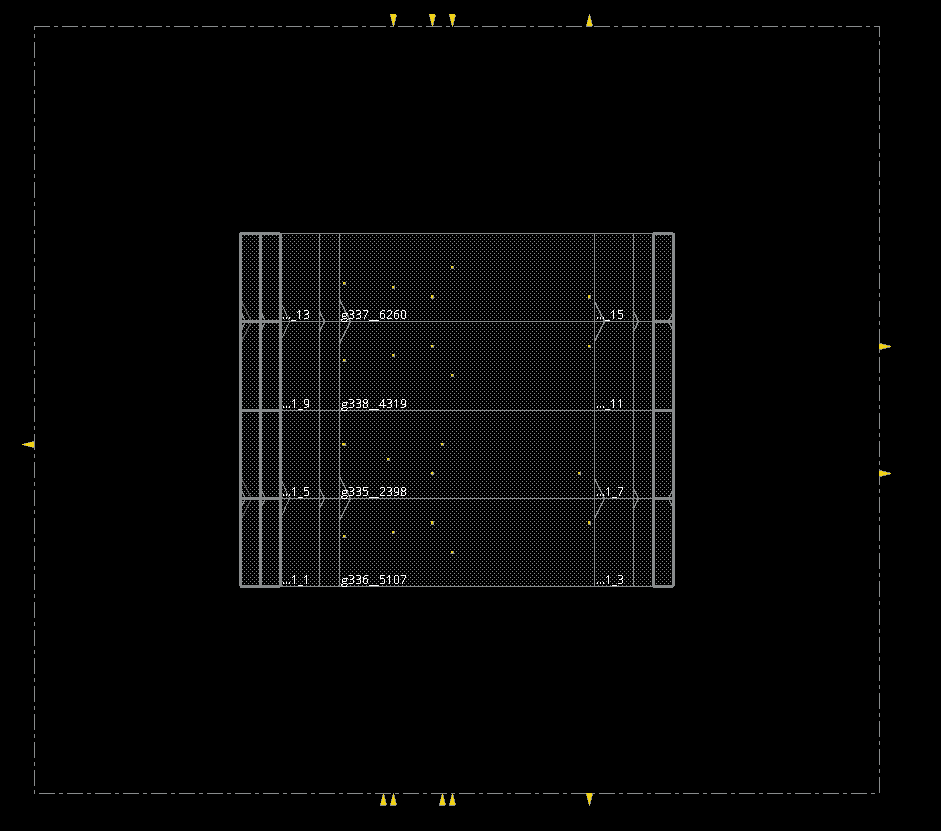 ..._13 g337__6260 ..._15
...1_9 g338__4319 ..._11
...1_5 g335__2398 ...1_7
...1_1 g336__5107 ...1_3